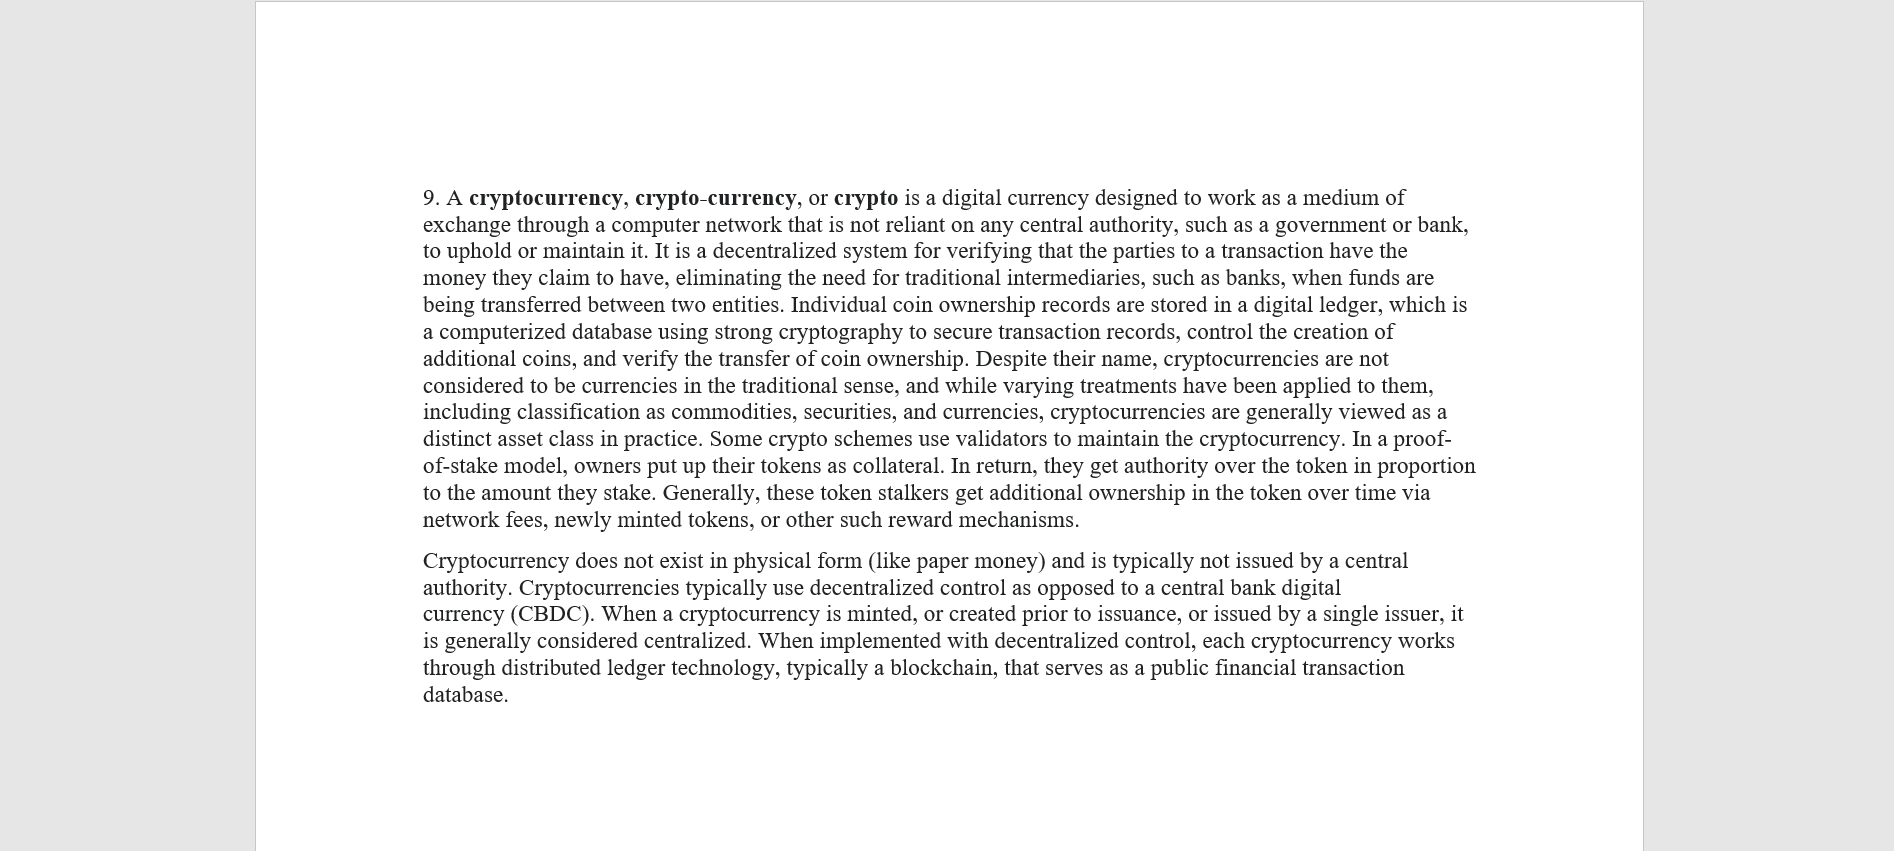 9. A cryptocurrency, crypto-currency, or crypto is a digital currency designed to work as a medium of
exchange through a computer network that is not reliant on any central authority, such as a government or bank,
to uphold or maintain it. It is a decentralized system for verifying that the parties to a transaction have the
money they claim to have, eliminating the need for traditional intermediaries, such as banks, when funds are
being transferred between two entities. Individual coin ownership records are stored in a digital ledger, which is
a computerized database using strong cryptography to secure transaction records, control the creation of
additional coins, and verify the transfer of coin ownership. Despite their name, cryptocurrencies are not
considered to be currencies in the traditional sense, and while varying treatments have been applied to them,
including classification as commodities, securities, and currencies, cryptocurrencies are generally viewed as a
distinct asset class in practice. Some crypto schemes use validators to maintain the cryptocurrency. In a proof-
of-stake model, owners put up their tokens as collateral. In return, they get authority over the token in proportion
to the amount they stake. Generally, these token stalkers get additional ownership in the token over time via
network fees, newly minted tokens, or other such reward mechanisms.
Cryptocurrency does not exist in physical form (like paper money) and is typically not issued by a central
authority. Cryptocurrencies typically use decentralized control as opposed to a central bank digital
currency (CBDC). When a cryptocurrency is minted, or created prior to issuance, or issued by a single issuer, it
is generally considered centralized. When implemented with decentralized control, each cryptocurrency works
through distributed ledger technology, typically a blockchain, that serves as a public financial transaction
database.